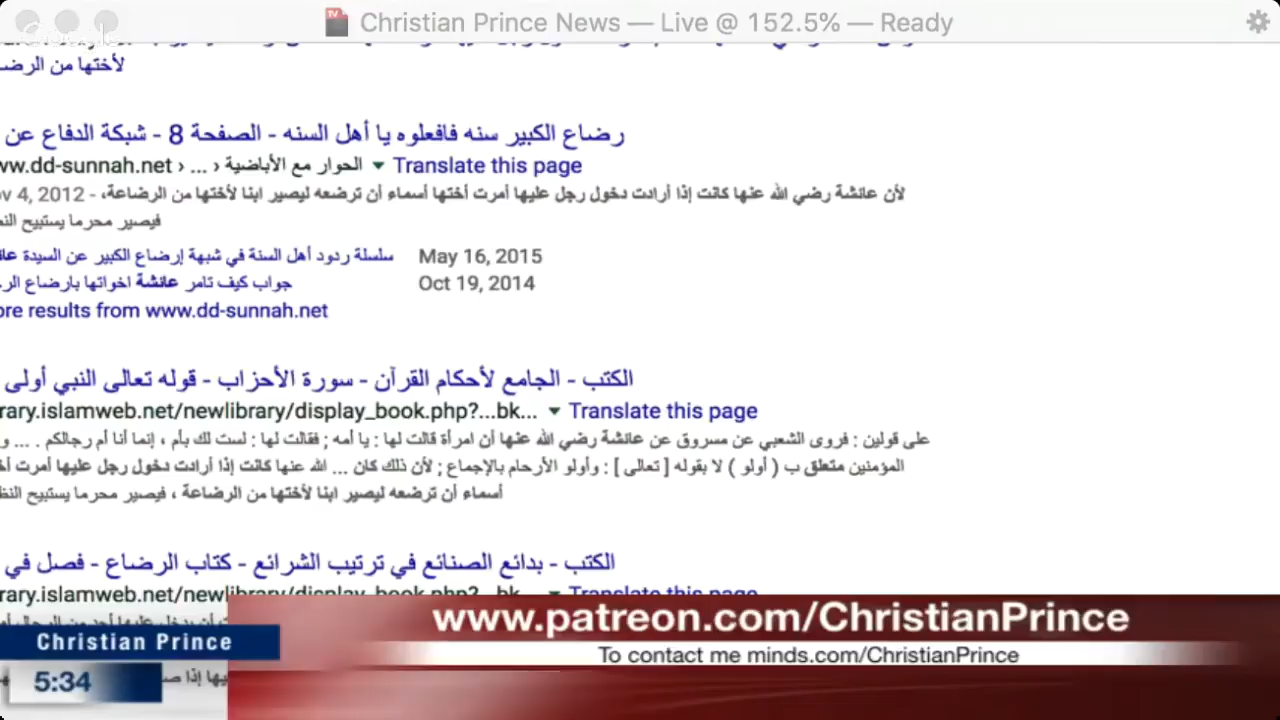 Christian Prince News — Live @ 152.5% — Ready
لأختها من الرضا
رضاع الكبير سنه فافعلوه يا أهل السنه - الصفحة 8 - شبكة الدفاع عن
ww.dd-sunnah.net › ... › الحوار مع الأباضية ▼ Translate this page
ov 4, 2012 - لأن عائشة رضي الله عنها كانت إذا أرادت دخول رجل عليها أمرت أختها أسماء أن ترضعه ليصير ابنا لأختها من الرضاعة،
فيصير محرما يستبيح النظ
سلسلة ردود أهل السنة في شبهة إرضاع الكبير عن السيدة عائ May 16, 2015
جواب كيف تامر عائشة اخواتها بارضاع الر Oct 19, 2014
ore results from www.dd-sunnah.net
الكتب - الجامع لأحكام القرآن - سورة الأحزاب - قوله تعالى النبي أولى
rary.islamweb.net/newlibrary/display_book.php?...bk... ▼ Translate this page
على قولين : فروى الشعبي عن مسروق عن عائشة رضي الله عنها أن امرأة قالت لها : يا أمه ; فقالت لها : لست لك بأم ، إنما أنا أم رجالكم . ... و
المؤمنين متعلق ب ( أولو ) لا بقوله [ تعالى ] : وأولو الأرحام بالإجماع ; لأن ذلك كان ... الله عنها كانت إذا أرادت دخول رجل عليها أمرت أخ
أسماء أن ترضعه ليصير ابنا لأختها من الرضاعة ، فيصير محرما يستبيح النظ
الكتب - بدائع الصنائع في ترتيب الشرائع - كتاب الرضاع - فصل في
rary.islamweb.net/newlibrary/display_book.php?...bk... ▼ Translate this page
www.patreon.com/ChristianPrince
Christian Prince
To contact me minds.com/ChristianPrince
5:34